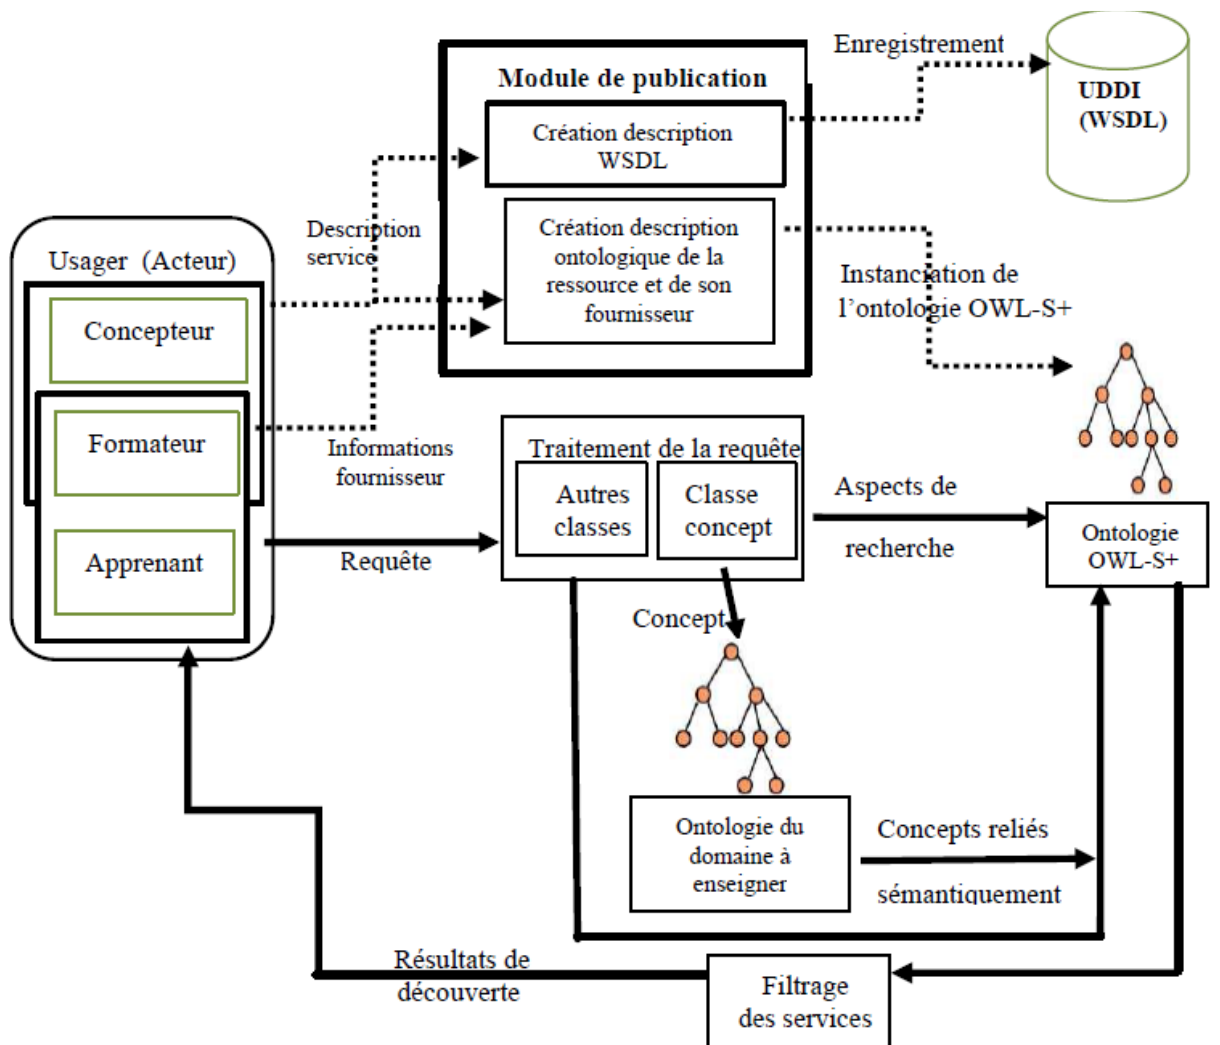 Enregistrement
Module de publication
UDDI
(WSDL)
Création description
WSDL
Description
service
Création description
ontologique de la
ressource et de son
fournisseur
Usager (Acteur)
Instanciation de
l’ontologie OWL-S+
Concepteur
Formateur
Informations
fournisseur
Traitement de la requête
Autres
classes
Classe
concept
Aspects de
recherche
Ontologie
OWL-S+
Apprenant
Requête
Concept
Ontologie du
domaine à
enseigner
Concepts reliés
sémantiquement
Résultats de
découverte
Filtrage
des services